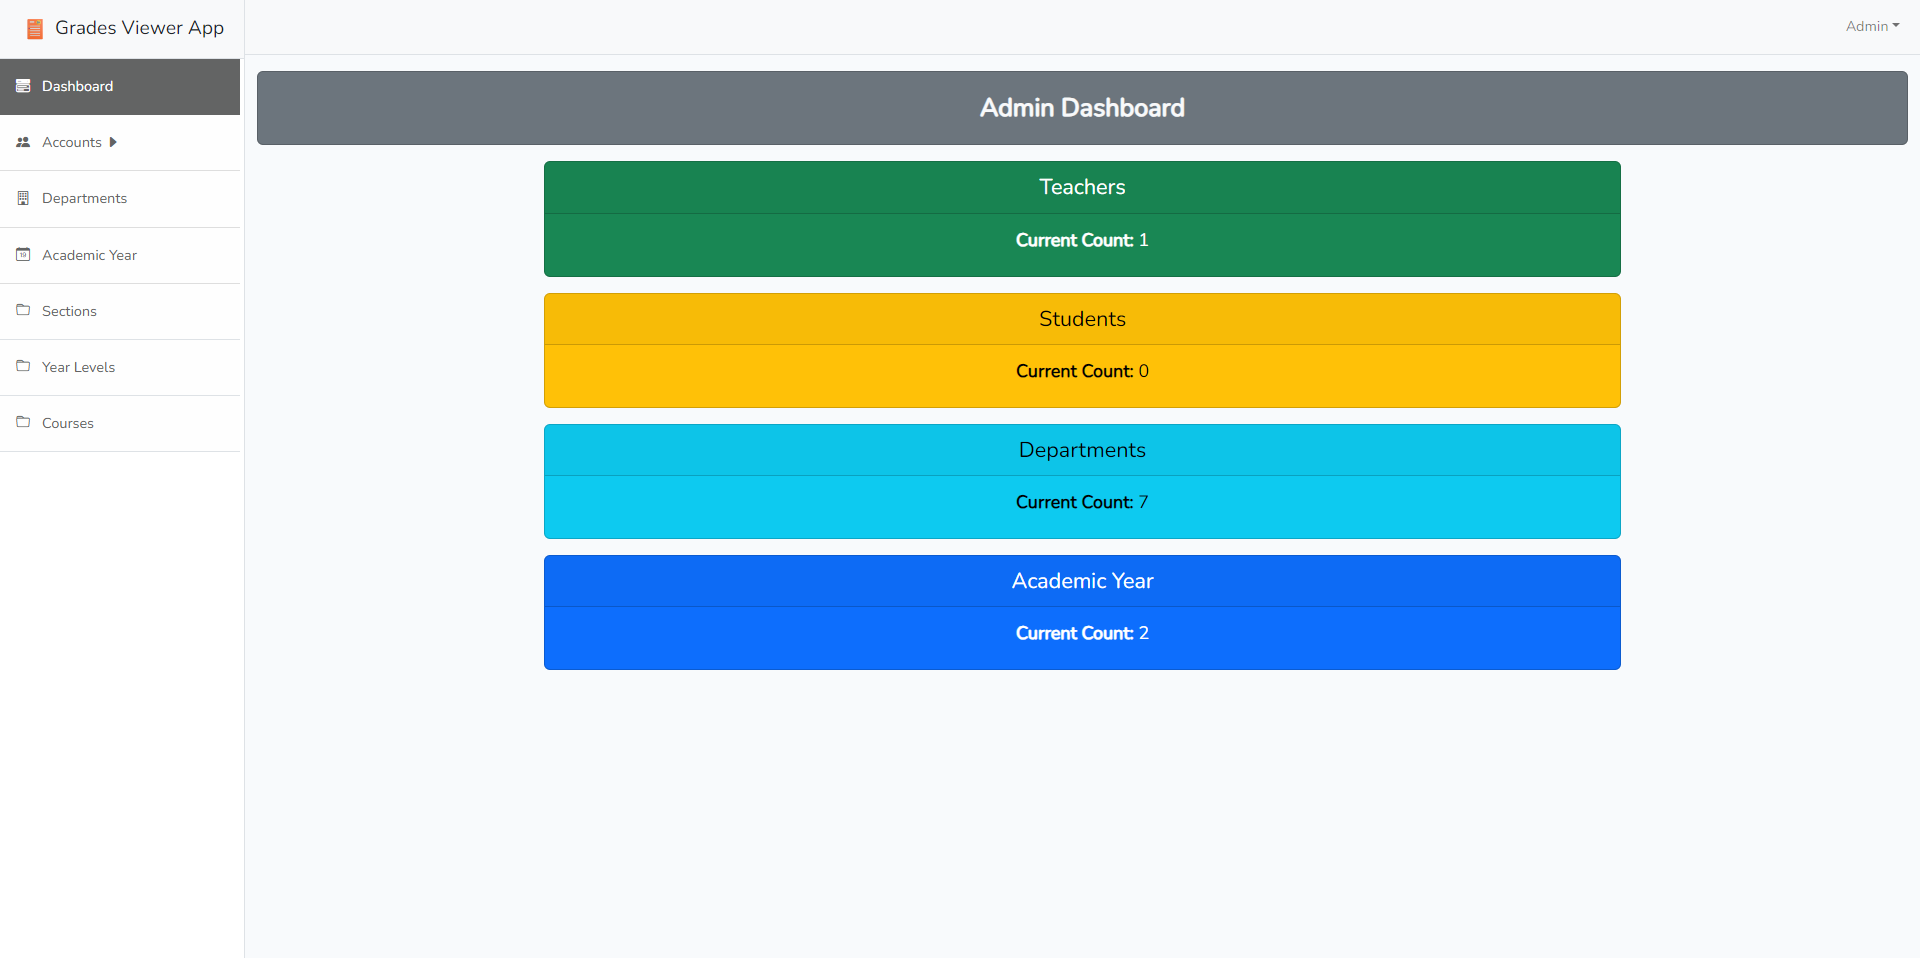 Grades Viewer App
Admin
Dashboard
Accounts
Departments
Academic Year
Sections
Year Levels
Courses
Admin Dashboard
Teachers
Current Count: 1
Students
Current Count: 0
Departments
Current Count: 7
Academic Year
Current Count: 2